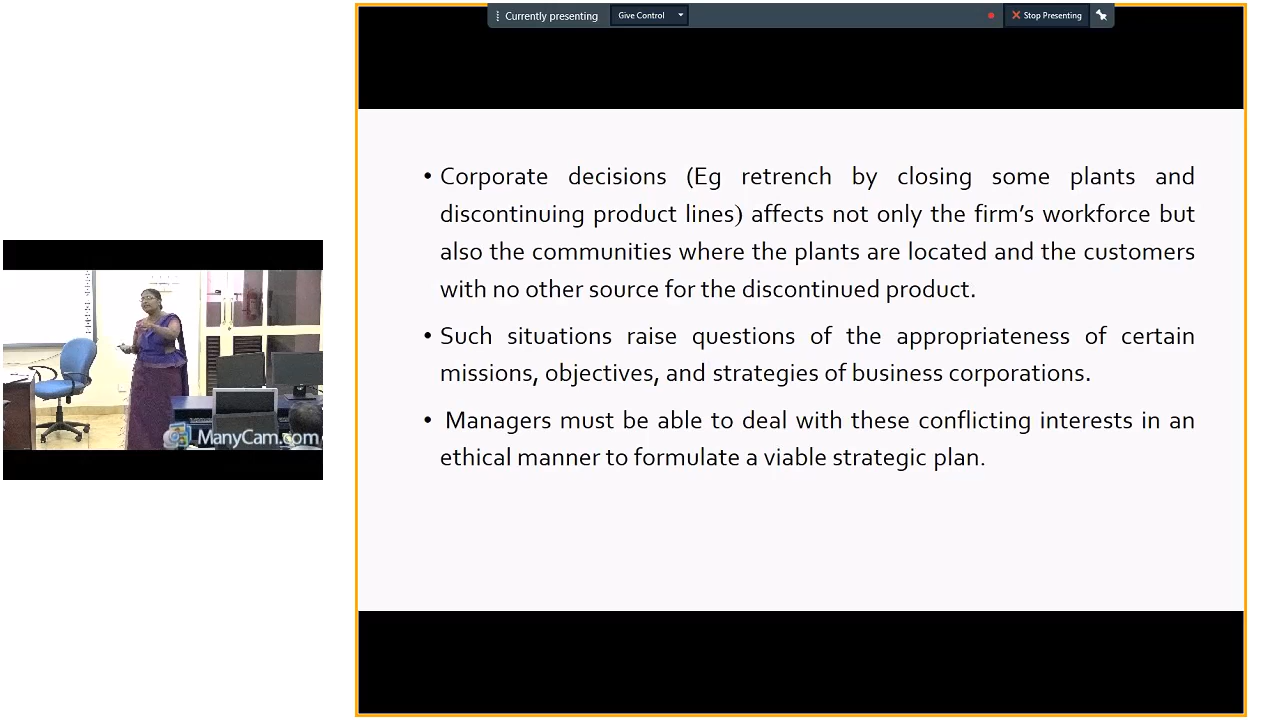 Currently presenting
Give Control
Stop Presenting
• Corporate decisions (Eg retrench by closing some plants and
discontinuing product lines) affects not only the firm’s workforce but
also the communities where the plants are located and the customers
with no other source for the discontinued product.
• Such situations raise questions of the appropriateness of certain
missions, objectives, and strategies of business corporations.
• Managers must be able to deal with these conflicting interests in an
ethical manner to formulate a viable strategic plan.
ManyCam.com